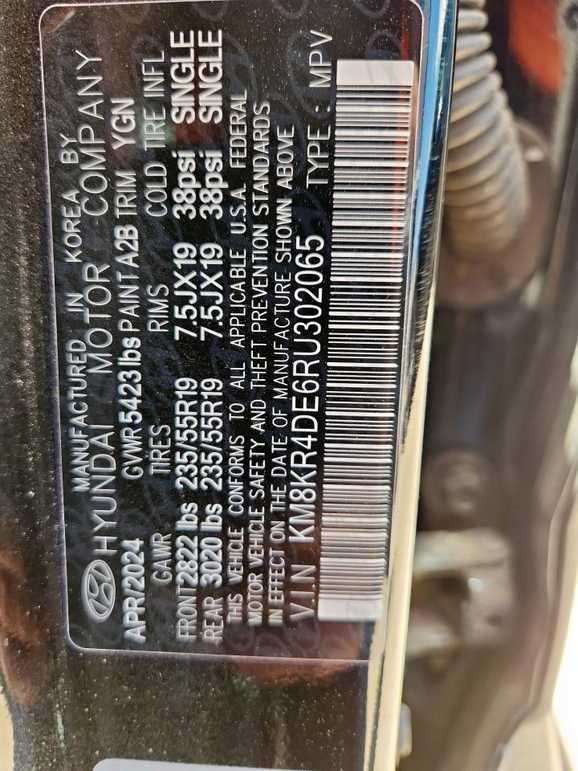 MANUFACTURED IN KOREA BY
HYUNDAI MOTOR COMPANY
APR/2024 GVWR 5423 lbs PAINT A2B TRIM YGN
GAWR TIRES RIMS COLD TIRE INFL
FRONT 2822 lbs 235/55R19 7.5JX19 38psi SINGLE
REAR 3020 lbs 235/55R19 7.5JX19 38psi SINGLE
THIS VEHICLE CONFORMS TO ALL APPLICABLE U.S.A. FEDERAL
MOTOR VEHICLE SAFETY AND THEFT PREVENTION STANDARDS
IN EFFECT ON THE DATE OF MANUFACTURE SHOWN ABOVE
VIN KM8KR4DE6RU302065 TYPE : MPV